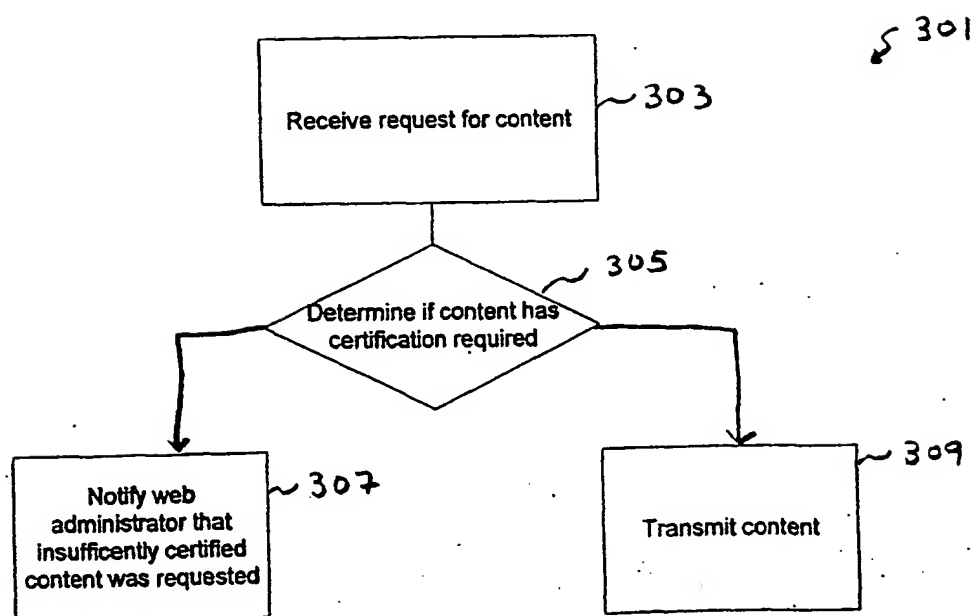 301
Receive request for content
303
305
Determine if content has
certification required
Notify web
administrator that
insufficently certified
content was requested
307
Transmit content
309